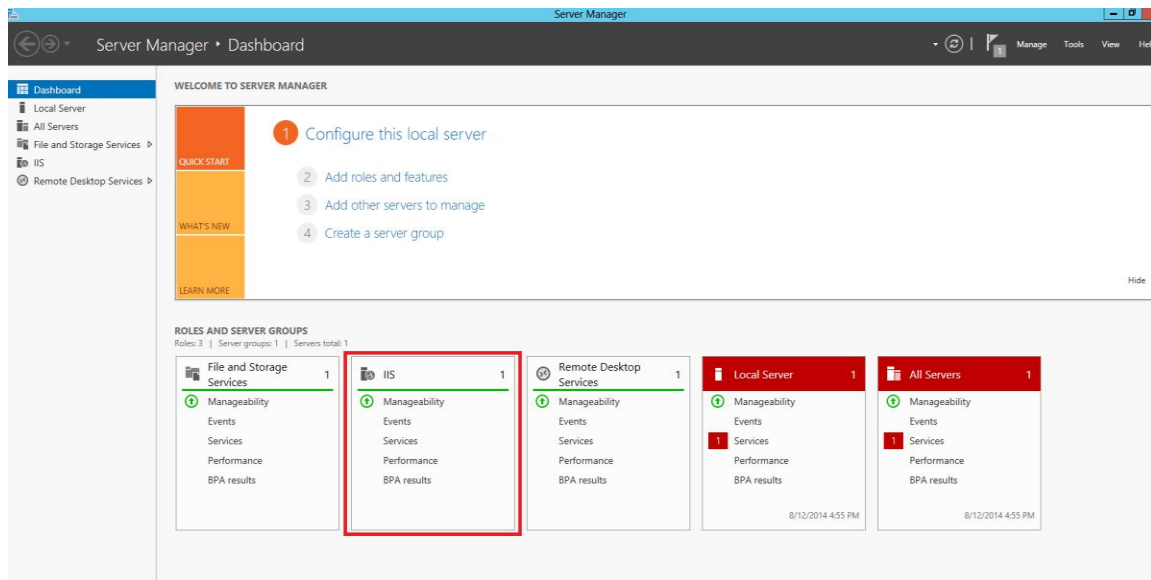 Server Manager
Server Manager • Dashboard
1
Manage
Tools
View
Hel
Dashboard
Local Server
All Servers
File and Storage Services
IIS
Remote Desktop Services
WELCOME TO SERVER MANAGER
QUICK START
WHAT'S NEW
LEARN MORE
1 Configure this local server
2 Add roles and features
3 Add other servers to manage
4 Create a server group
Hide
ROLES AND SERVER GROUPS
Roles: 3 | Server groups: 1 | Servers total: 1
File and Storage
Services
1
Manageability
Events
Services
Performance
BPA results
IIS 1
Manageability
Events
Services
Performance
BPA results
Remote Desktop
Services
1
Manageability
Events
Services
Performance
BPA results
Local Server 1
Manageability
Events
1 Services
Performance
BPA results
8/12/2014 4:55 PM
All Servers 1
Manageability
Events
1 Services
Performance
BPA results
8/12/2014 4:55 PM